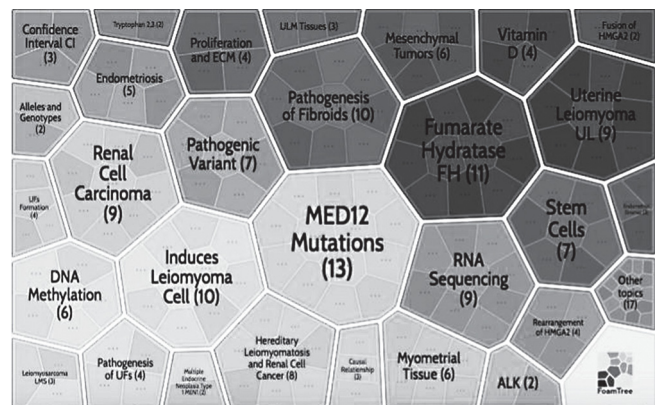 Confidence
Interval CI
(3)
Tryptophan 2,3 (2)
Proliferation
and ECM (4)
ULM Tissues (3)
Mesenchymal
Tumors (6)
Vitamin
D (4)
Fusion of
HMGA2 (2)
Endometriosis
(5)
Alleles and
Genotypes
(2)
Pathogenesis
of Fibroids (10)
Uterine
Leiomyoma
UL (9)
Fumarate
Hydratase
FH (11)
Renal
Cell
Carcinoma
(9)
Pathogenic
Variant (7)
UFs
Formation
(4)
MED12
Mutations
(13)
Stem
Cells
(7)
DNA
Methylation
(6)
Induces
Leiomyoma
Cell (10)
RNA
Sequencing
(9)
Other
topics
(17)
Rearrangement
of HMGA2 (4)
Leiomyosarcoma
LMS (3)
Pathogenesis
of UFs (4)
Multiple
Endocrine
Neoplasia Type
1 MEN1 (2)
Hereditary
Leiomyomatosis
and Renal Cell
Cancer (8)
Causal
Relationship
Myometrial
Tissue (6)
ALK (2)
FoamTree